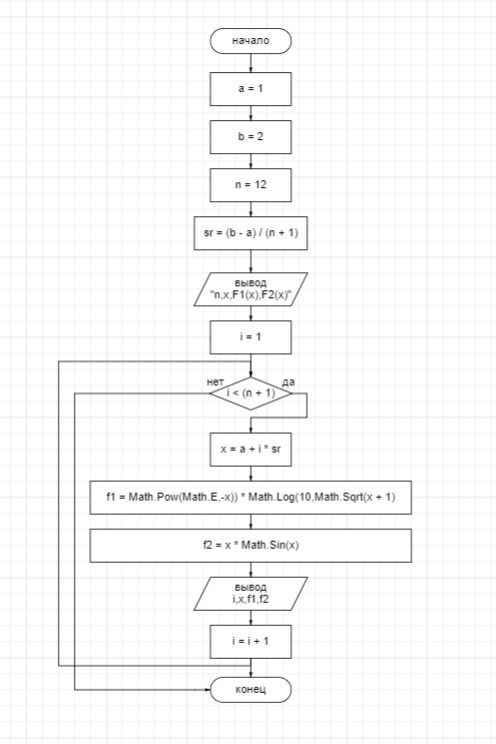 начало
a = 1
b = 2
n = 12
sr = (b - a) / (n + 1)
вывод
"n,x,F1(x),F2(x)"
i = 1
нет
да
i < (n + 1)
x = a + i * sr
f1 = Math.Pow(Math.E,-x)) * Math.Log(10,Math.Sqrt(x + 1)
f2 = x * Math.Sin(x)
вывод
i,x,f1,f2
i = i + 1
конец